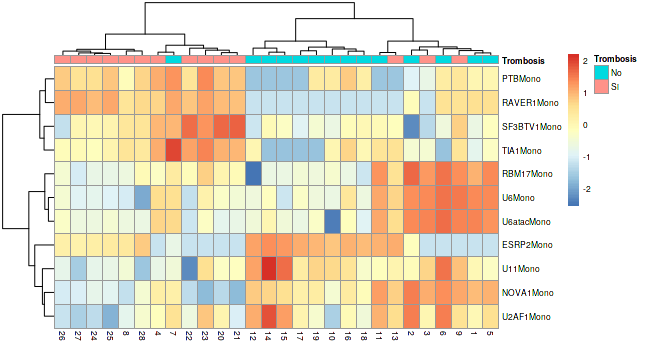 Trombosis
PTBMono
RAVER1Mono
SF3BTV1Mono
TIA1Mono
RBM17Mono
U6Mono
U6atacMono
ESRP2Mono
U11Mono
NOVA1Mono
U2AF1Mono
26 27 24 25 8 28 4 7 22 23 20 21 12 14 15 17 19 10 16 18 11 13 2 3 6 9 1 5
2
1
0
-1
-2
Trombosis
No
SI